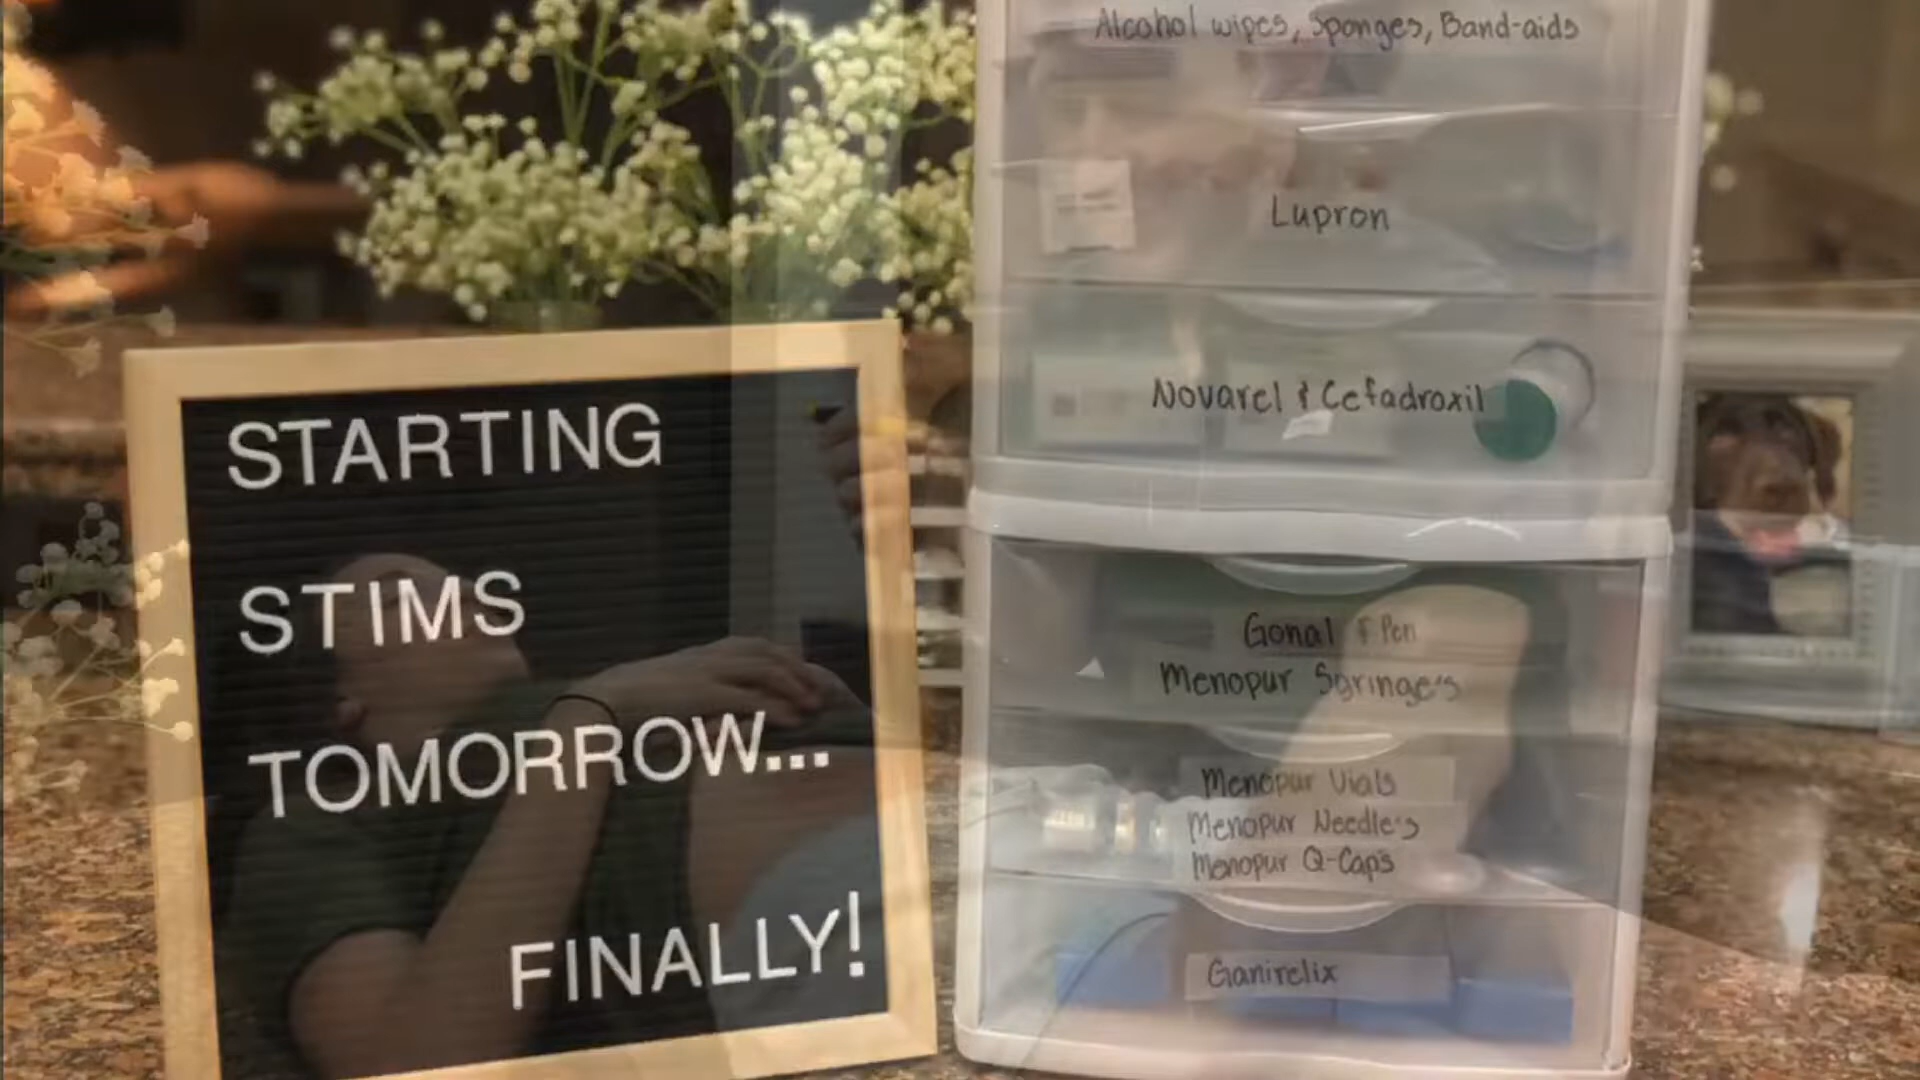 STARTING
STIMS
TOMORROW...
FINALLY!
Alcohol wipes, Sponges, Band-aids
Lupron
Novarel & Cefadroxil
Gonal F Pen
Menopur Syringe's
Menopur Vials
Menopur Needle's
Menopur Q-Caps
Ganirelix